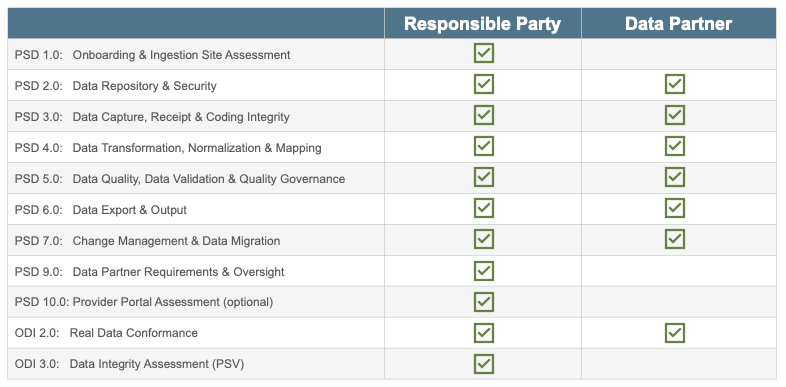 Responsible Party Data Partner
PSD 1.0: Onboarding & Ingestion Site Assessment
PSD 2.0: Data Repository & Security
PSD 3.0: Data Capture, Receipt & Coding Integrity
PSD 4.0: Data Transformation, Normalization & Mapping
PSD 5.0: Data Quality, Data Validation & Quality Governance
PSD 6.0: Data Export & Output
PSD 7.0: Change Management & Data Migration
PSD 9.0: Data Partner Requirements & Oversight
PSD 10.0: Provider Portal Assessment (optional)
ODI 2.0: Real Data Conformance
ODI 3.0: Data Integrity Assessment (PSV)